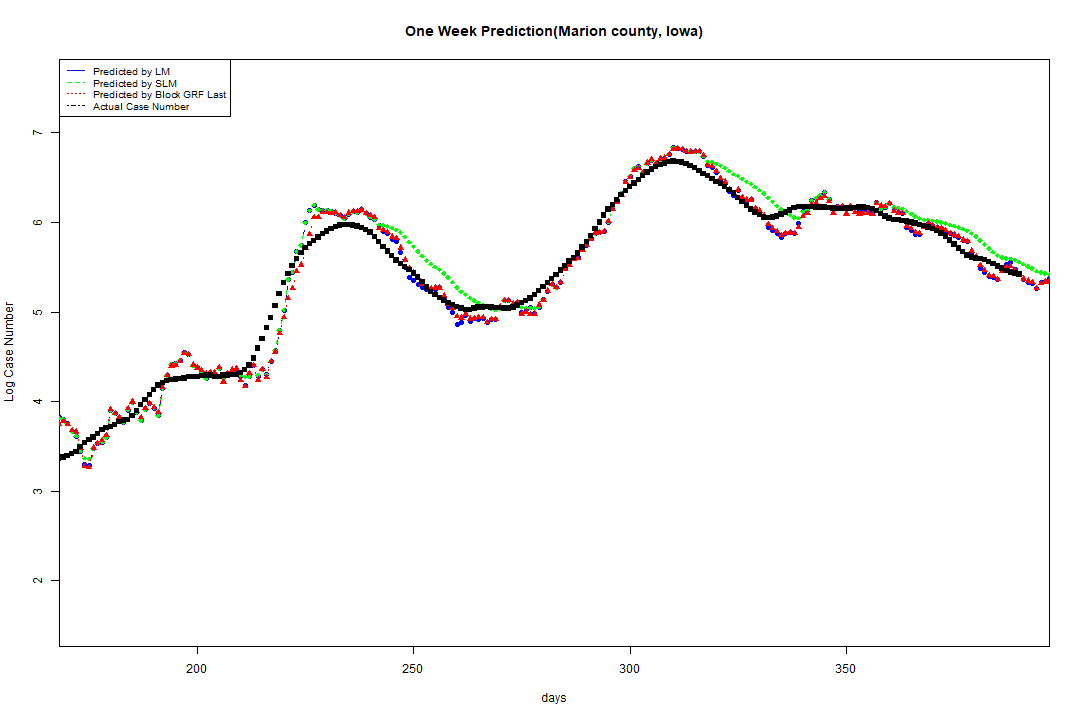 One Week Prediction(Marion county, Iowa)
Predicted by LM
Predicted by SLM
Predicted by Block GRF Last
Actual Case Number
7
6
5
4
3
2
Log Case Number
200 250 300 350
days